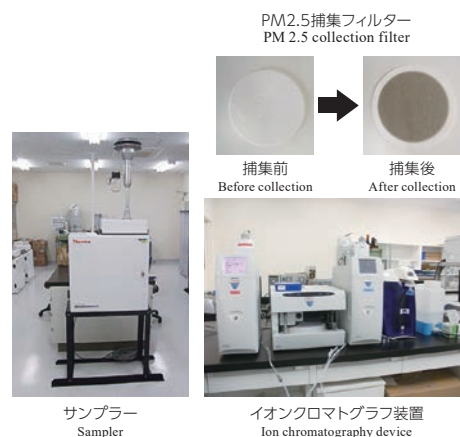 PM2.5捕集フィルター
PM 2.5 collection filter
捕集前
Before collection
捕集後
After collection
Thermo
サンプラー
Sampler
イオンクロマトグラフ装置
Ion chromatography device